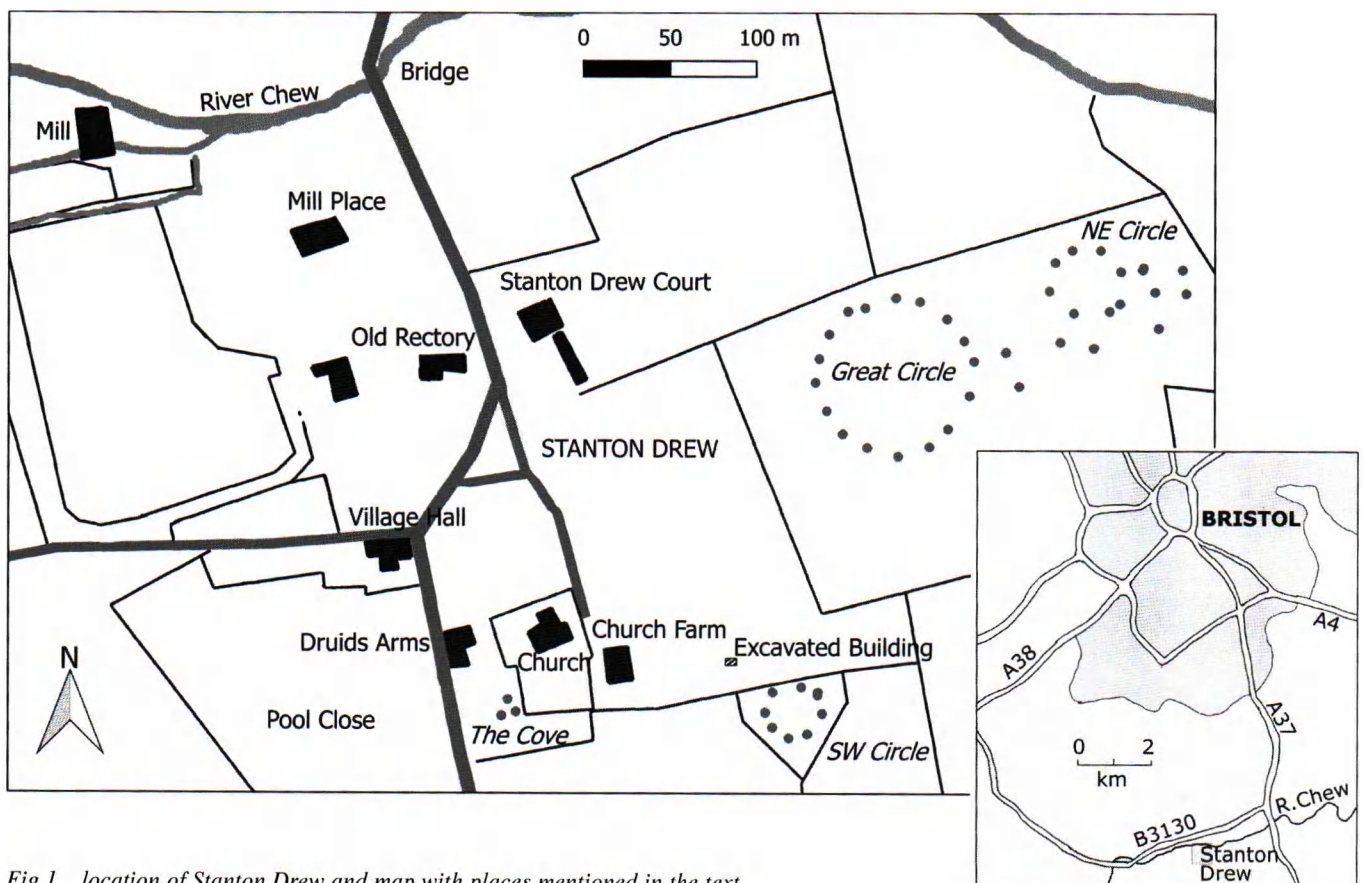 0 50 100 m
Bridge
River Chew
Mill
Mill Place
NE Circle
Stanton Drew Court
Old Rectory
Great Circle
STANTON DREW
Village Hall
Druids Arms
Church Farm
Church
Excavated Building
N
Pool Close
The Cove
SW Circle
BRISTOL
A4
A38
A37
0 2
km
R.Chew
B3130
Stanton
Drew
Fig 1 location of Stanton Drew and map with places mentioned in the text